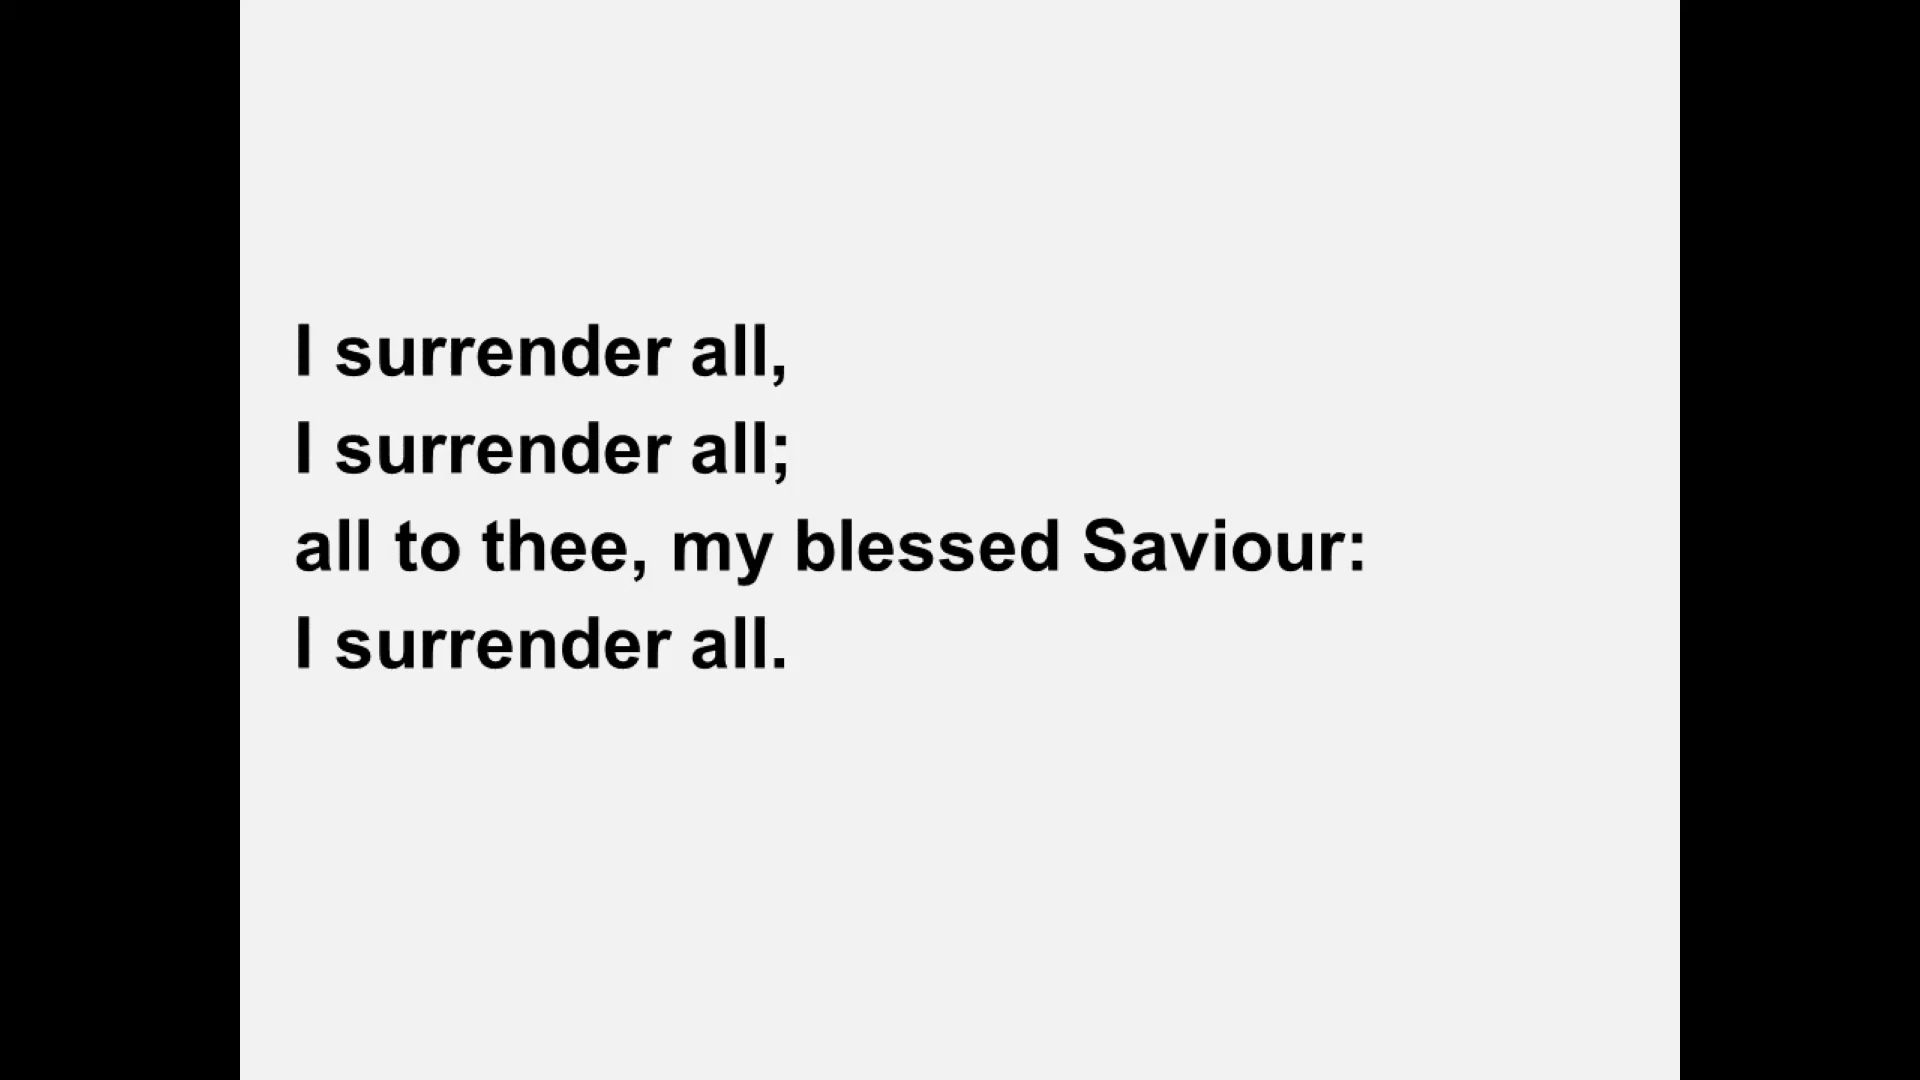 I surrender all,
I surrender all;
all to thee, my blessed Saviour:
I surrender all.